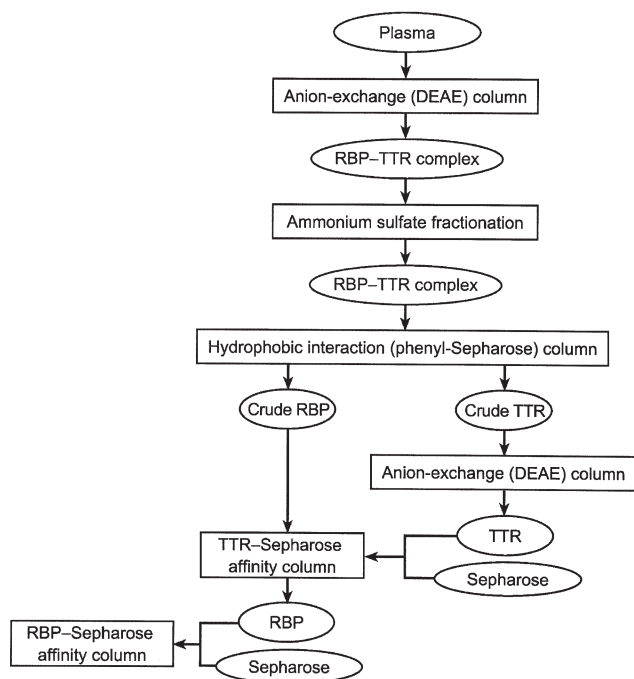 Plasma
Anion-exchange (DEAE) column
RBP–TTR complex
Ammonium sulfate fractionation
RBP–TTR complex
Hydrophobic interaction (phenyl-Sepharose) column
Crude RBP
Crude TTR
Anion-exchange (DEAE) column
TTR
TTR–Sepharose
affinity column
Sepharose
RBP
RBP–Sepharose
affinity column
Sepharose